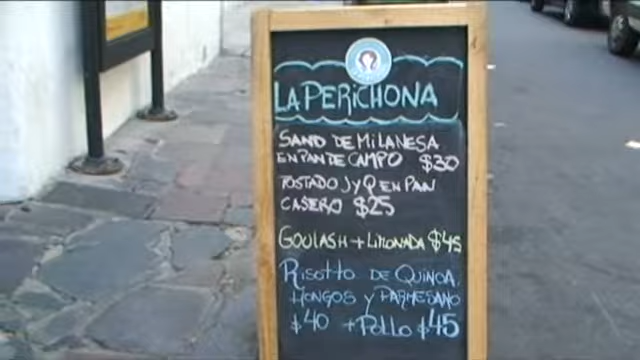 LA PERICHONA
SAND DE MILANESA
EN PAN DE CAMPO $30
TOSTADO J y Q EN PAN
CASERO $25
GOULASH + LIMONADA $45
RISOTTO DE QUINOA,
HONGOS y PARMESANO
$40 + POLLO $45